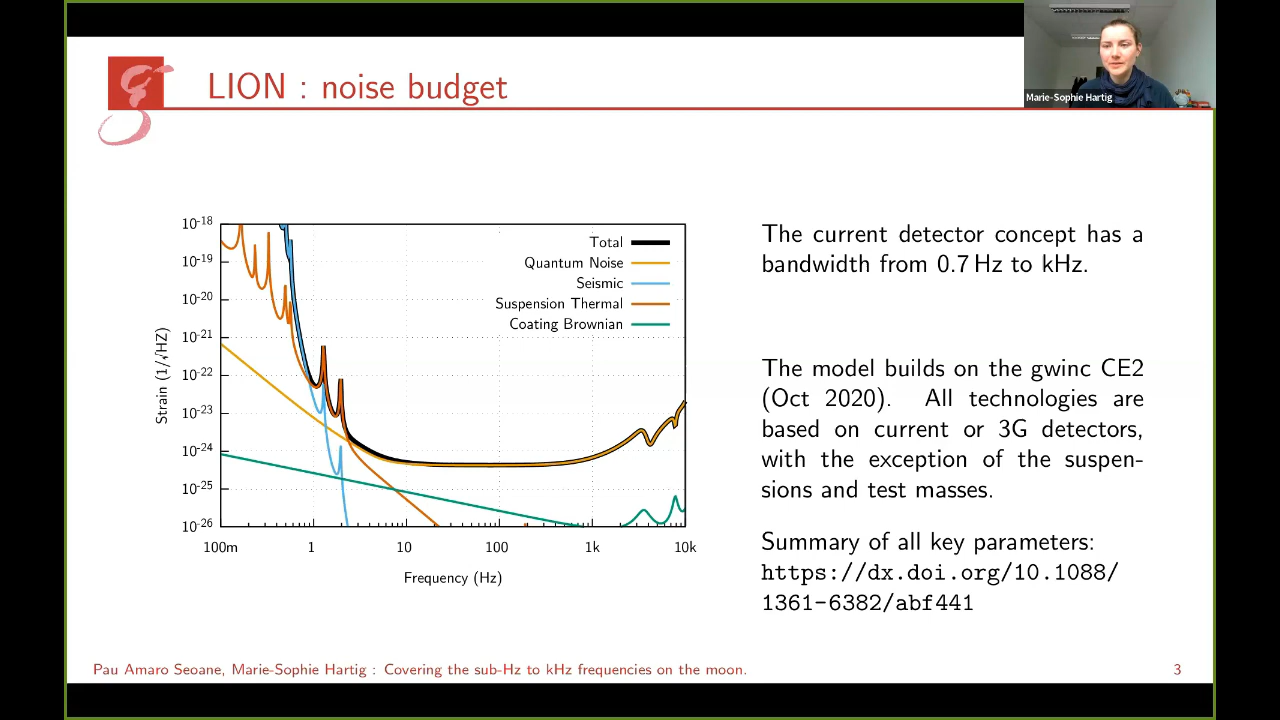 LION : noise budget
Marie-Sophie Hartig
10-18
10-19
10-20
10-21
10-22
10-23
10-24
10-25
10-26
Strain (1/√HZ)
Total
Quantum Noise
Seismic
Suspension Thermal
Coating Brownian
100m 1 10 100 1k 10k
Frequency (Hz)
The current detector concept has a
bandwidth from 0.7 Hz to kHz.
The model builds on the gwinc CE2
(Oct 2020). All technologies are
based on current or 3G detectors,
with the exception of the suspen-
sions and test masses.
Summary of all key parameters:
https://dx.doi.org/10.1088/
1361-6382/abf441
Pau Amaro Seoane, Marie-Sophie Hartig : Covering the sub-Hz to kHz frequencies on the moon.
3